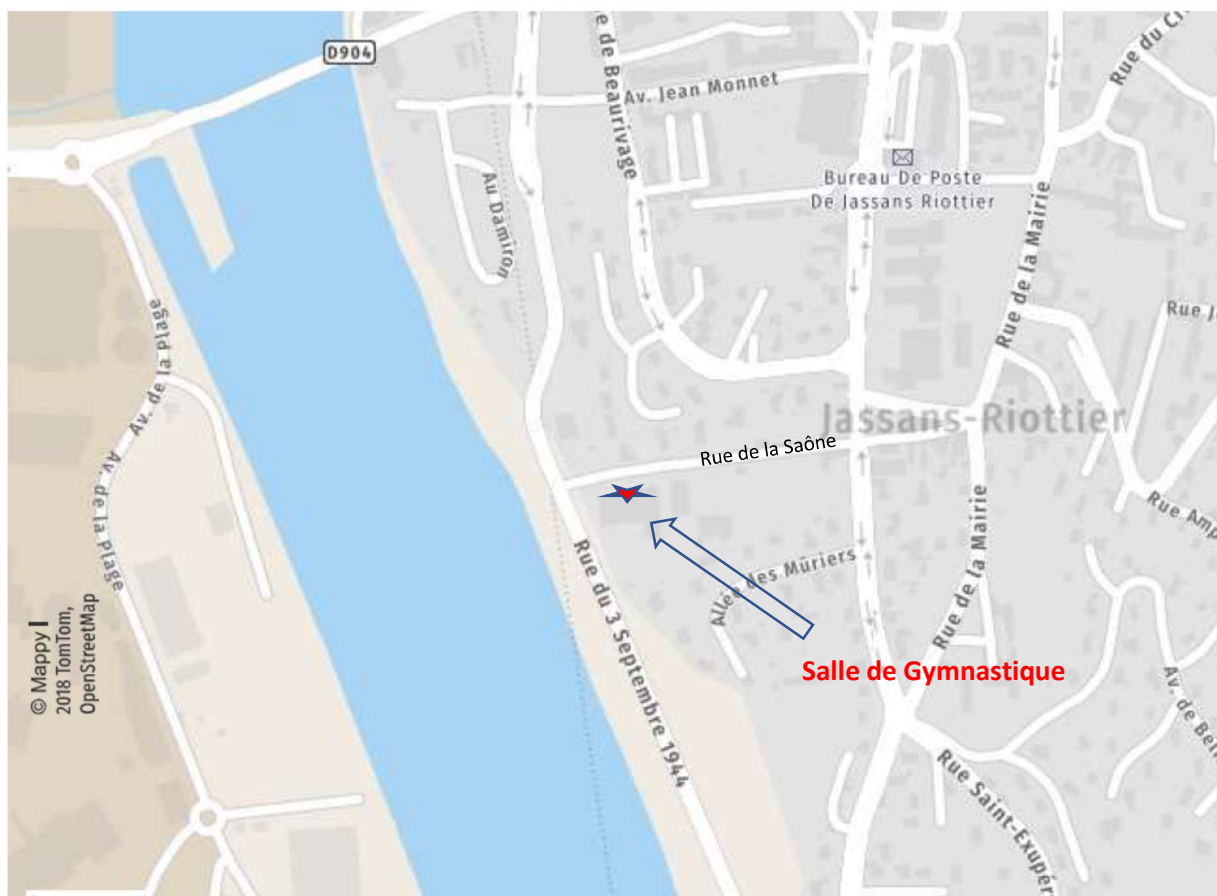 D904
Rue du Ci
e de Beaurivage
Av. Jean Monnet
Bureau De Poste
De Jassans Riottier
Au Damiron
Rue de la Mairie
Rue J
Av. de la Plage
Jassans-Riottier
Rue de la Saône
Av. de la Plage
Rue Amp
Rue du 3 Septembre 1944
Allée des Mûriers
Rue de la Mairie
© Mappy |
2018 TomTom,
OpenStreetMap
Salle de Gymnastique
Av. de Bel
Rue Saint-Exupér